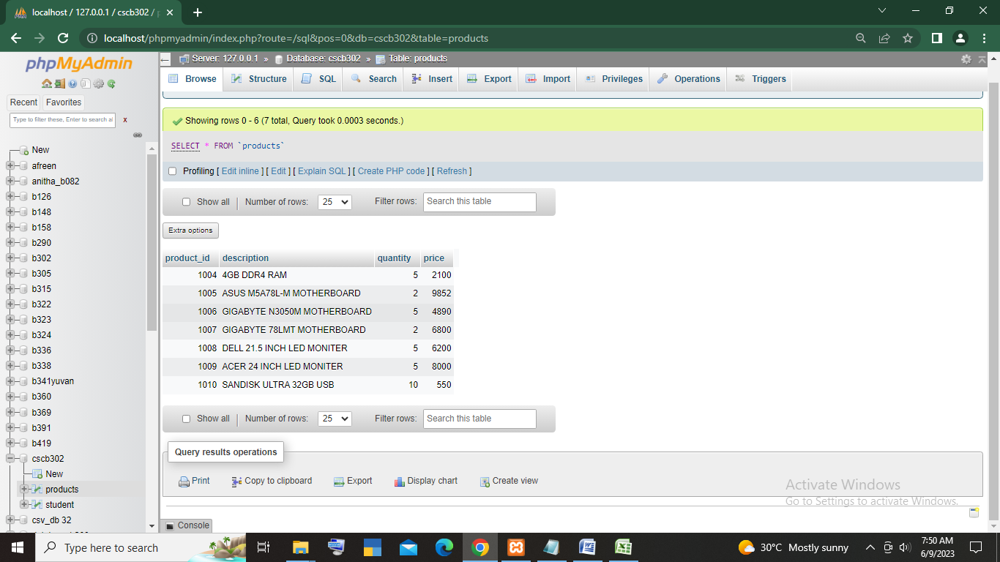 localhost / 127.0.0.1 / cscb302 /
localhost/phpmyadmin/index.php?route=/sql&pos=0&db=cscb302&table=products
phpMyAdmin
Recent Favorites
Type to filter these, Enter to search al x
New
afreen
anitha_b082
b126
b148
b158
b290
b302
b305
b315
b322
b323
b324
b336
b338
b341yuvan
b360
b369
b391
b419
cscb302
New
products
student
csv_db 32
Server: 127.0.0.1 » Database: cscb302 » Table: products
Browse Structure SQL Search Insert Export Import Privileges Operations Triggers
Showing rows 0 - 6 (7 total, Query took 0.0003 seconds.)
SELECT * FROM `products`
Profiling [ Edit inline ] [ Edit ] [ Explain SQL ] [ Create PHP code ] [ Refresh ]
Show all | Number of rows: 25 Filter rows: Search this table
Extra options
product_id description quantity price
1004 4GB DDR4 RAM 5 2100
1005 ASUS M5A78L-M MOTHERBOARD 2 9852
1006 GIGABYTE N3050M MOTHERBOARD 5 4890
1007 GIGABYTE 78LMT MOTHERBOARD 2 6800
1008 DELL 21.5 INCH LED MONITER 5 6200
1009 ACER 24 INCH LED MONITER 5 8000
1010 SANDISK ULTRA 32GB USB 10 550
Show all | Number of rows: 25 Filter rows: Search this table
Query results operations
Print Copy to clipboard Export Display chart Create view
Activate Windows
Go to Settings to activate Windows.
Console
Type here to search
30°C Mostly sunny
7:50 AM
6/9/2023